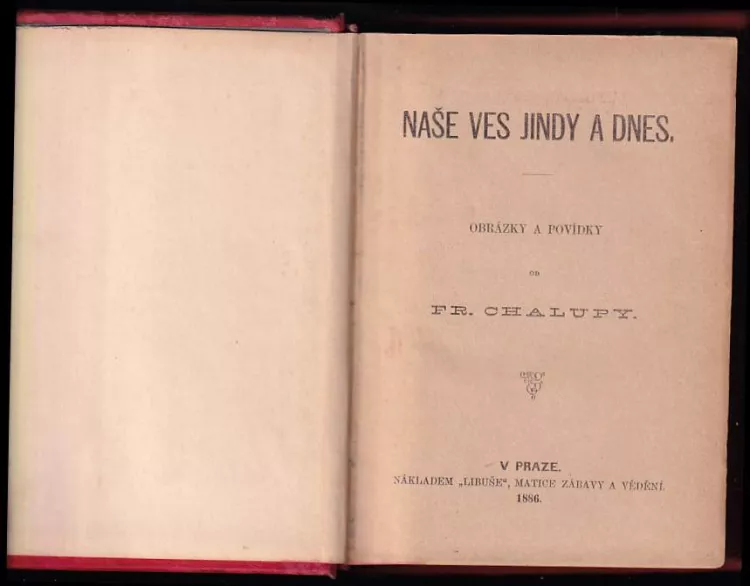 NAŠE VES JINDY A DNES.
OBRÁZKY A POVÍDKY
OD
FR. CHALUPY.
V PRAZE.
NÁKLADEM „LIBUŠE“, MATICE ZÁBAVY A VĚDĚNÍ.
1886.